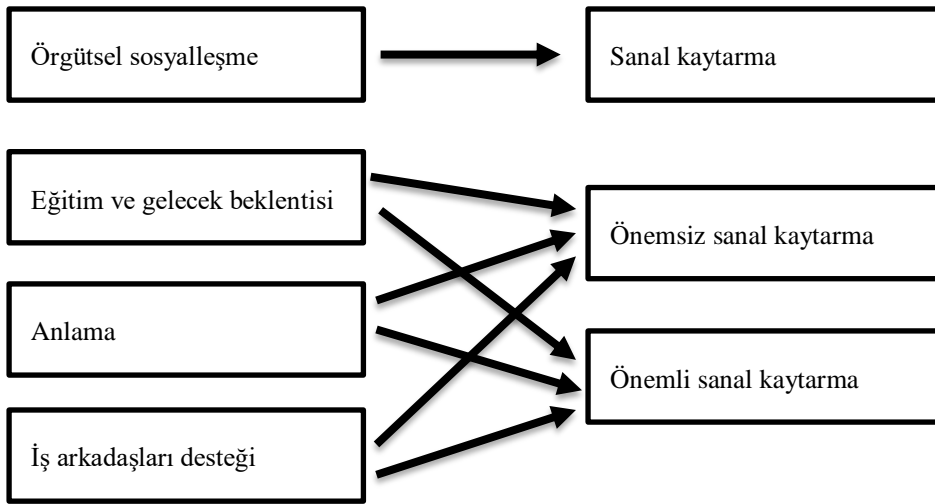 Örgütsel sosyalleşme
Sanal kaytarma
Eğitim ve gelecek beklentisi
Önemsiz sanal kaytarma
Anlama
Önemli sanal kaytarma
İş arkadaşları desteği